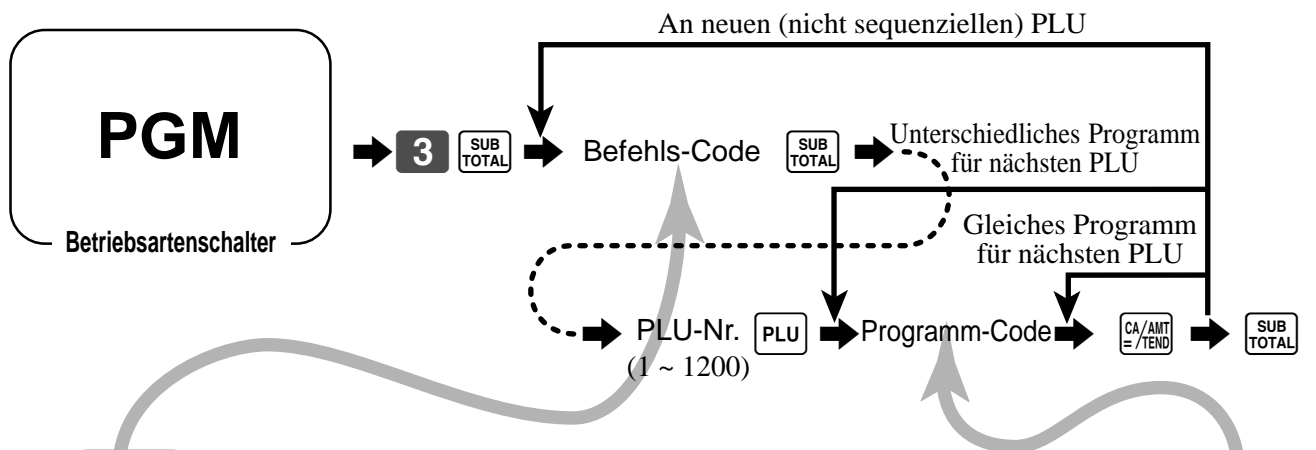 An neuen (nicht sequenziellen) PLU
PGM
Betriebsartenschalter
3
SUB
TOTAL
Befehls-Code
SUB
TOTAL
Unterschiedliches Programm
für nächsten PLU
Gleiches Programm
für nächsten PLU
PLU-Nr.
(1 ~ 1200)
PLU
Programm-Code
CA/AMT
= /TEND
SUB
TOTAL